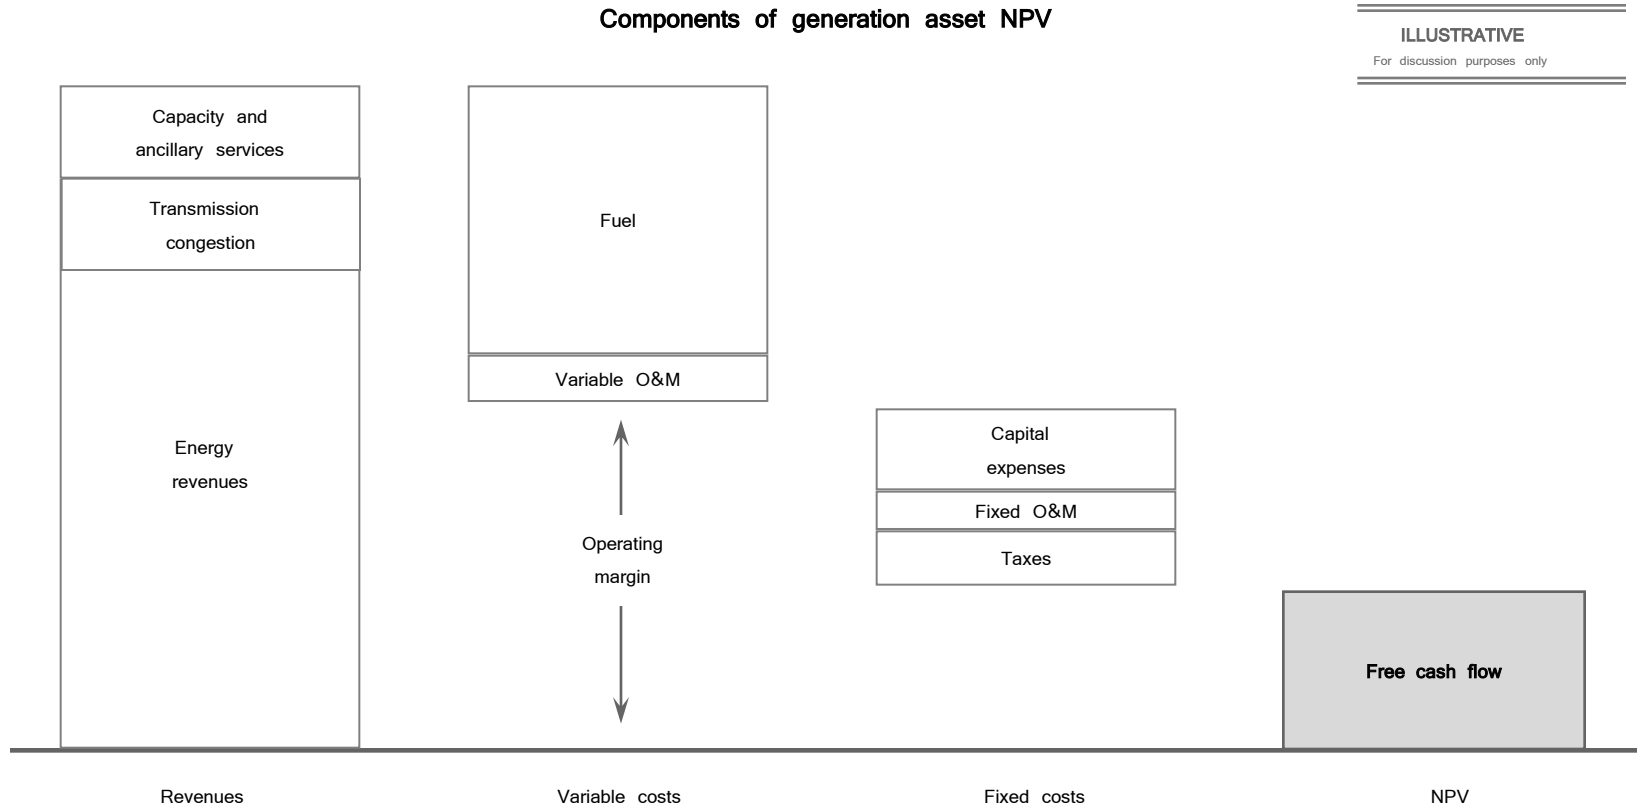 Components of generation asset NPV
ILLUSTRATIVE
For discussion purposes only
Capacity and
ancillary services
Transmission
congestion
Energy
revenues
Fuel
Variable O&M
Operating
margin
Capital
expenses
Fixed O&M
Taxes
Free cash flow
Revenues
Variable costs
Fixed costs
NPV